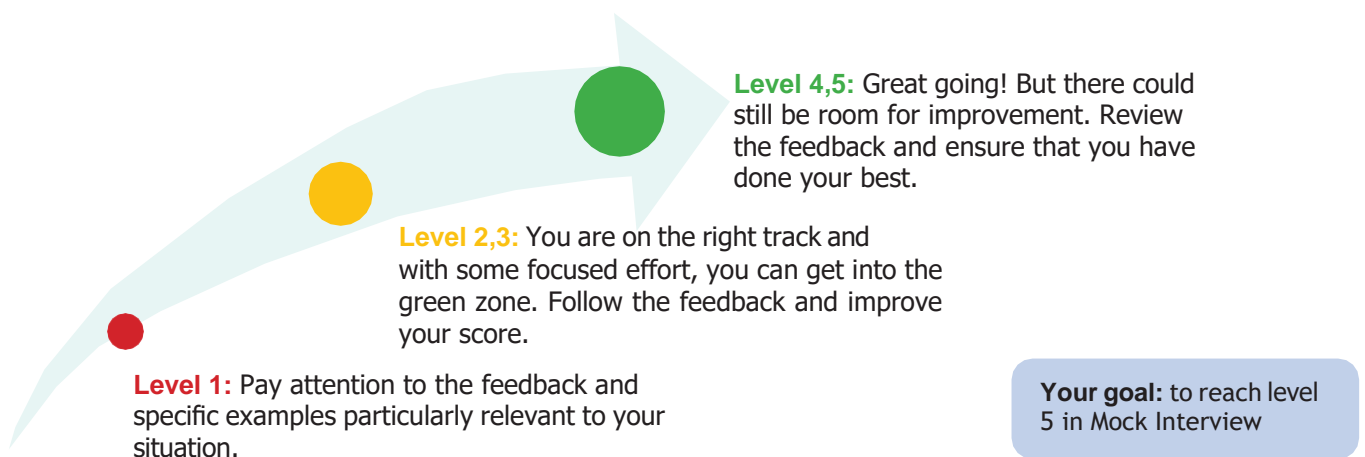 Level 4,5: Great going! But there could
still be room for improvement. Review
the feedback and ensure that you have
done your best.
Level 2,3: You are on the right track and
with some focused effort, you can get into the
green zone. Follow the feedback and improve
your score.
Level 1: Pay attention to the feedback and
specific examples particularly relevant to your
situation.
Your goal: to reach level
5 in Mock Interview